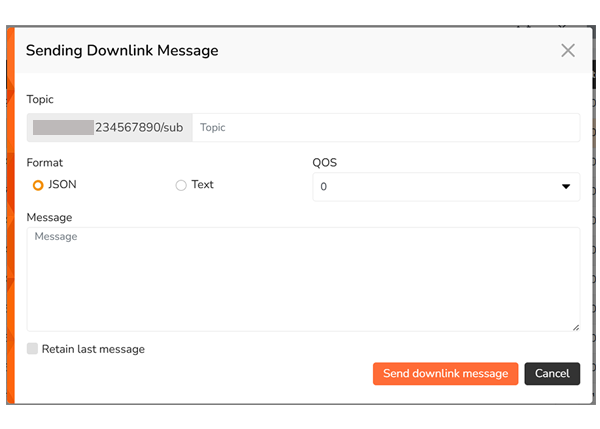 Sending Downlink Message
Topic
234567890/sub Topic
Format QOS
JSON Text 0
Message
Message
Retain last message
Send downlink message Cancel